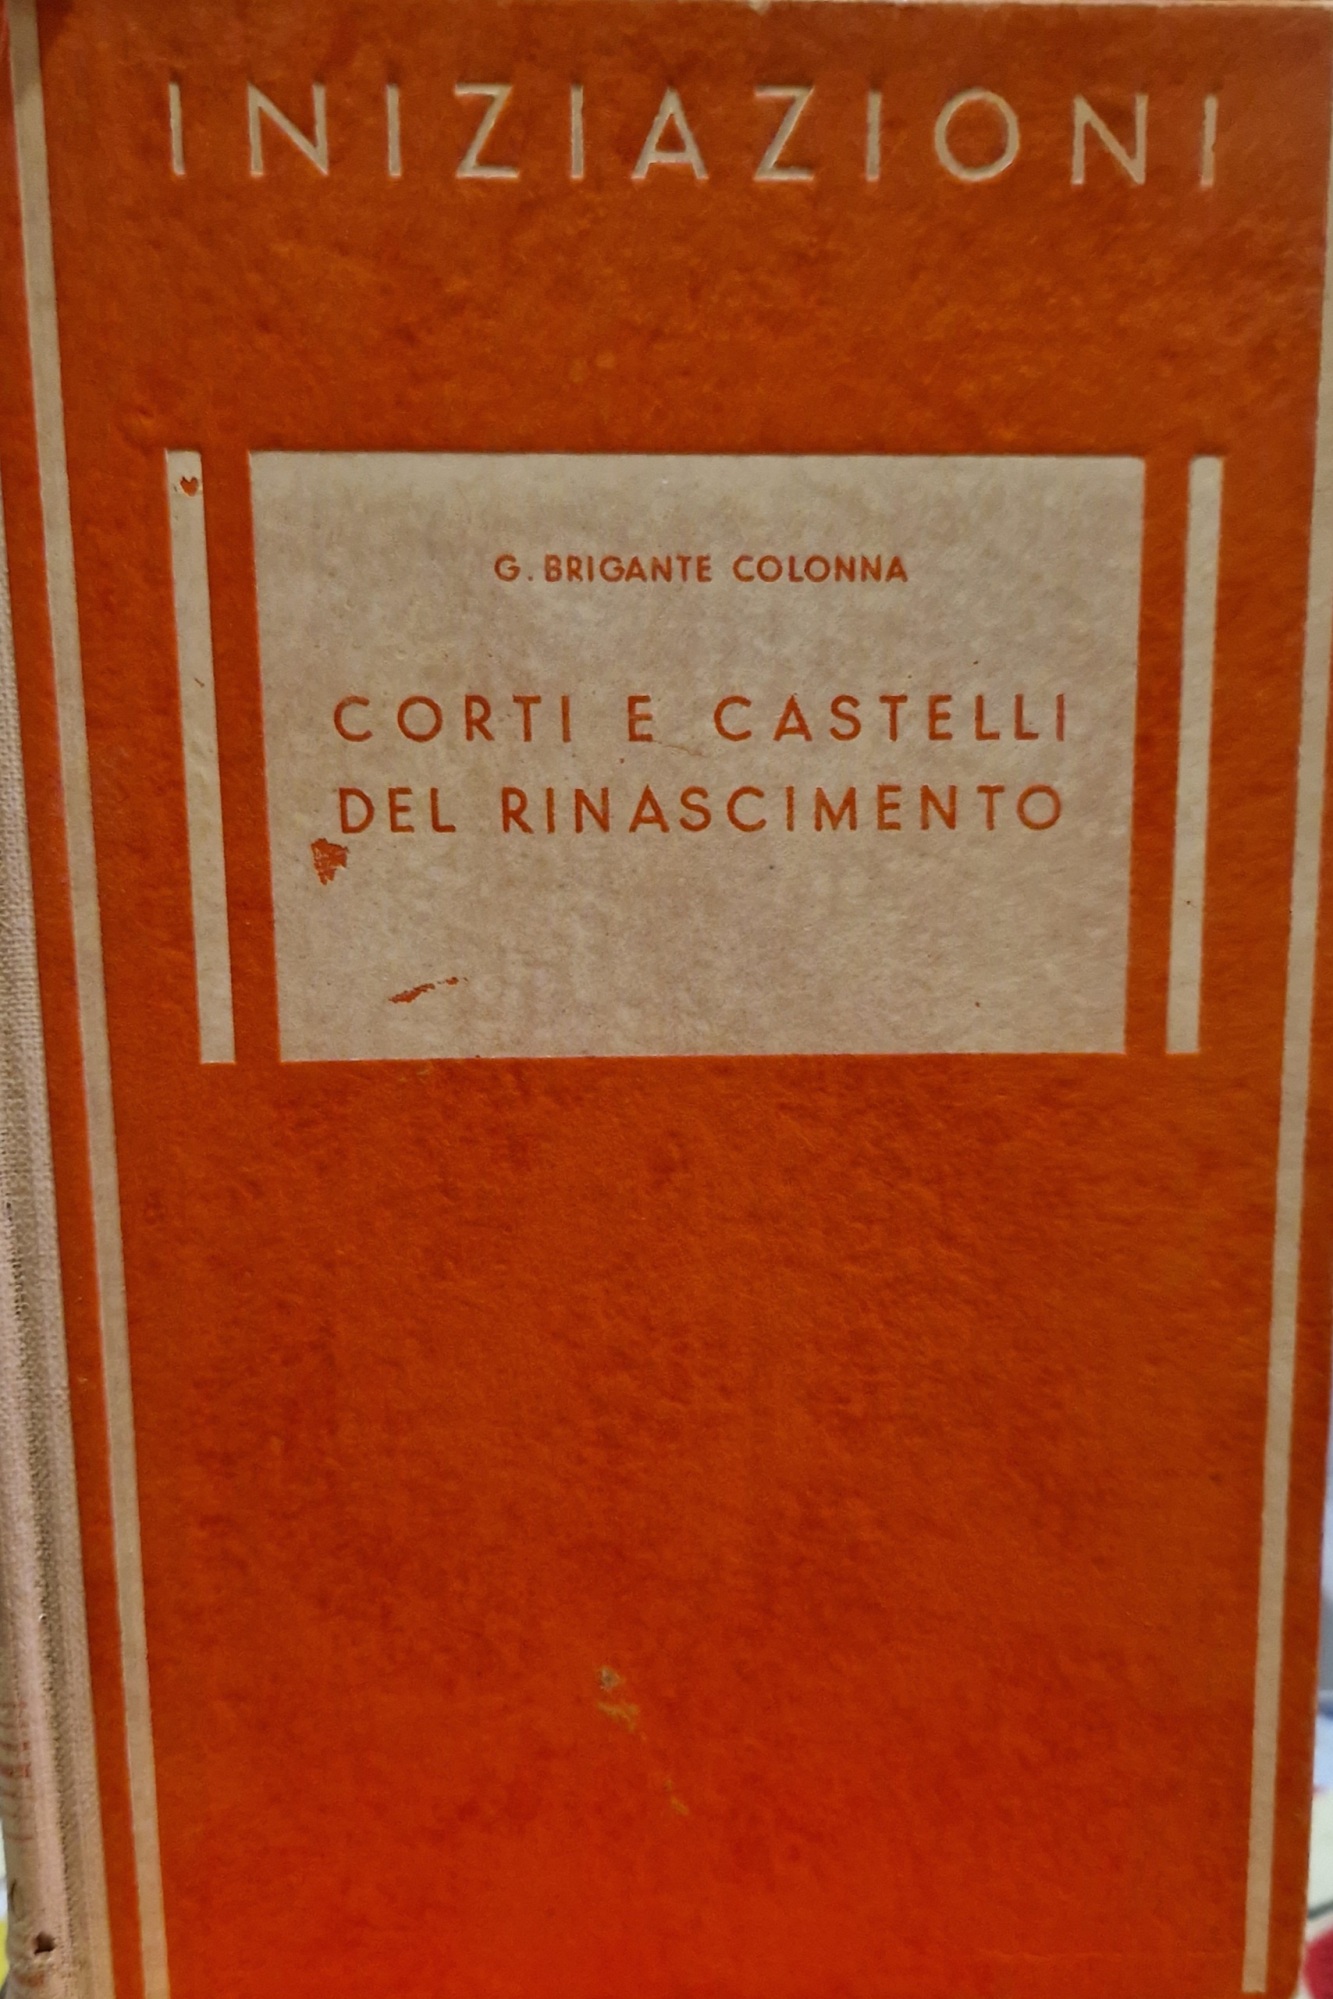 INIZIAZIONI
G. BRIGANTE COLONNA
CORTI E CASTELLI
DEL RINASCIMENTO